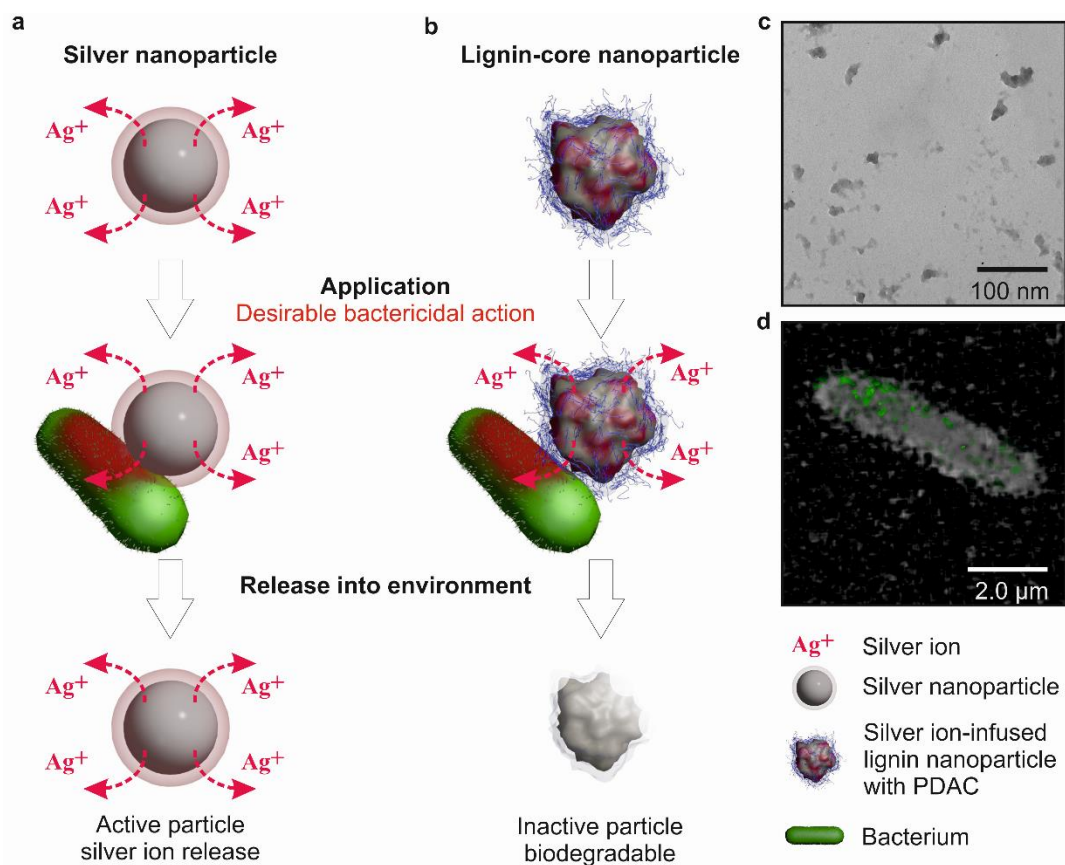 a
Silver nanoparticle
Ag+ Ag+
Ag+ Ag+
b
Lignin-core nanoparticle
Application
Desirable bactericidal action
Ag+ Ag+
Ag+
Ag+ Ag+
Ag+
Release into environment
Ag+ Ag+
Ag+ Ag+
Active particle
silver ion release
Inactive particle
biodegradable
c
100 nm
d
2.0 µm
Ag+ Silver ion
Silver nanoparticle
Silver ion-infused
lignin nanoparticle
with PDAC
Bacterium